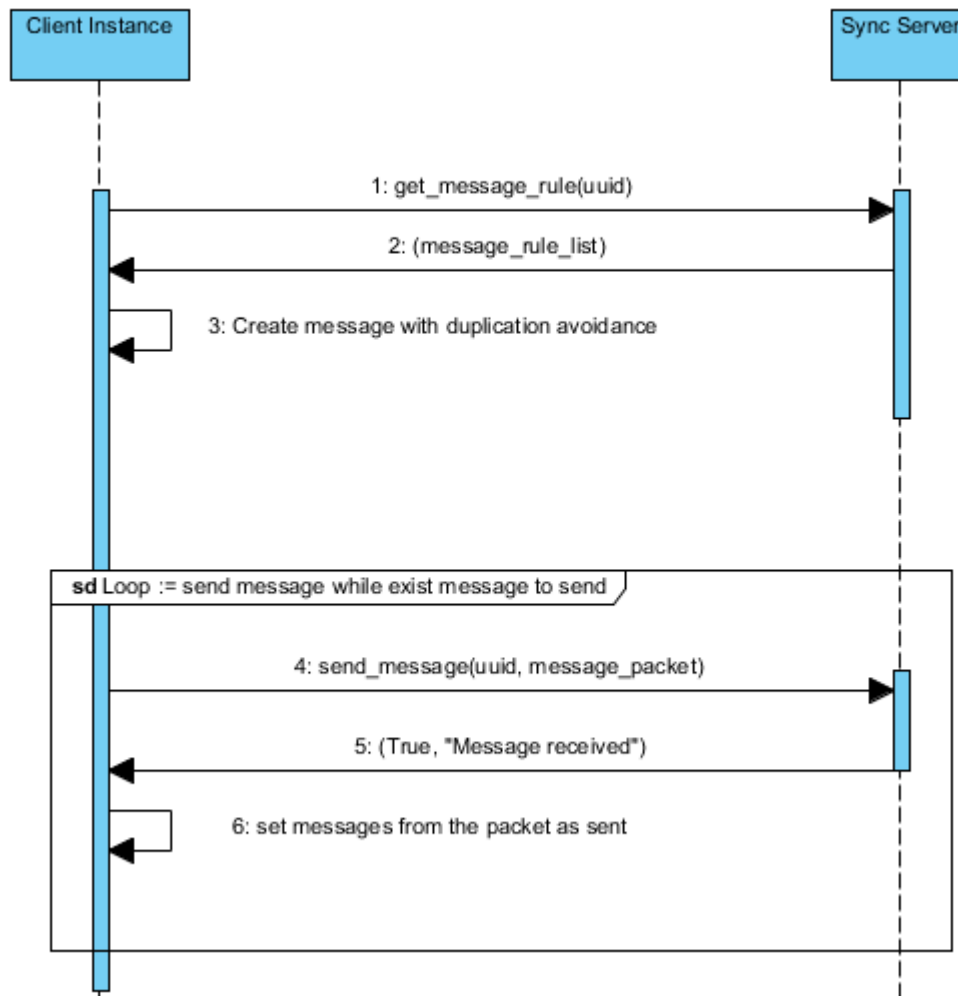 Client Instance
Sync Server
1: get_message_rule(uuid)
2: (message_rule_list)
3: Create message with duplication avoidance
sd Loop := send message while exist message to send
4: send_message(uuid, message_packet)
5: (True, "Message received")
6: set messages from the packet as sent